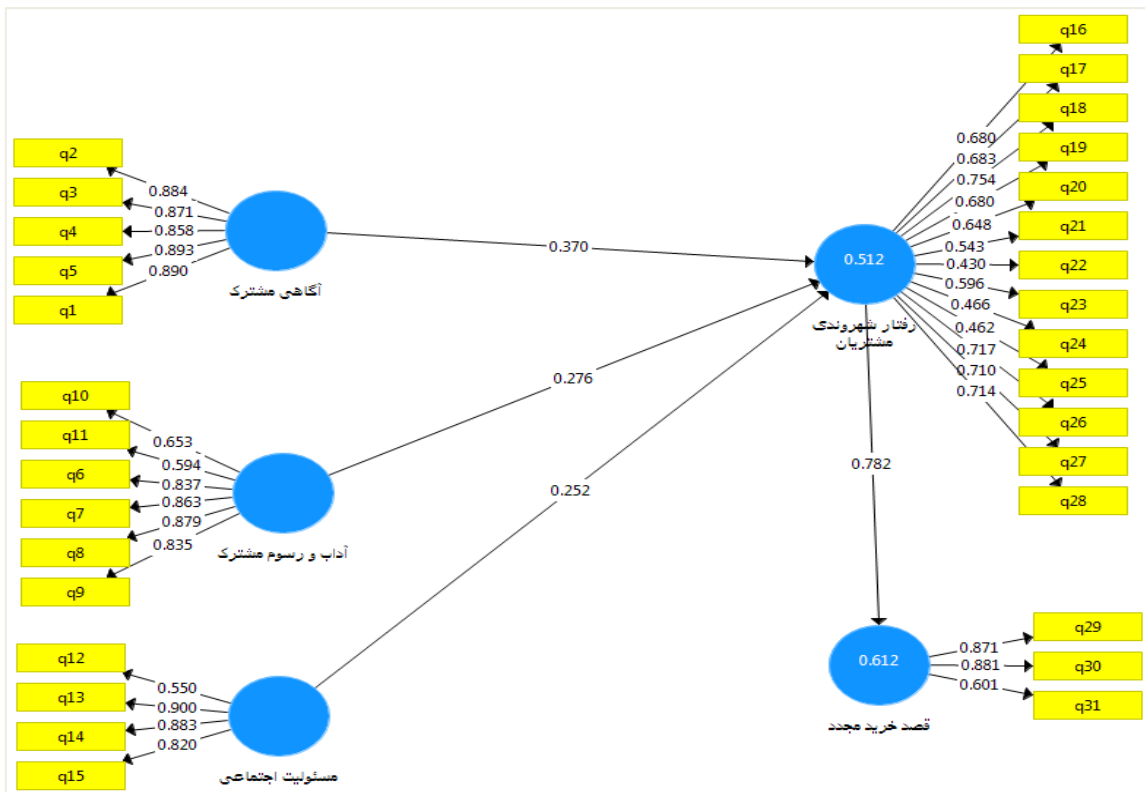 q2
q3
q4
q5
q1
0.884
0.871
0.858
0.893
0.890
آگاهی مشترک
0.370
q10
q11
q6
q7
q8
q9
0.653
0.594
0.837
0.863
0.879
0.835
آداب و رسوم مشترک
0.276
q12
q13
q14
q15
0.550
0.900
0.883
0.820
مسئولیت اجتماعی
0.252
0.512
رفتار شهروندی
مشتریان
q16
q17
q18
q19
q20
q21
q22
q23
q24
q25
q26
q27
q28
0.680
0.683
0.754
0.680
0.648
0.543
0.430
0.596
0.466
0.462
0.717
0.710
0.714
0.782
0.612
قصد خرید مجدد
0.871
0.881
0.601
q29
q30
q31